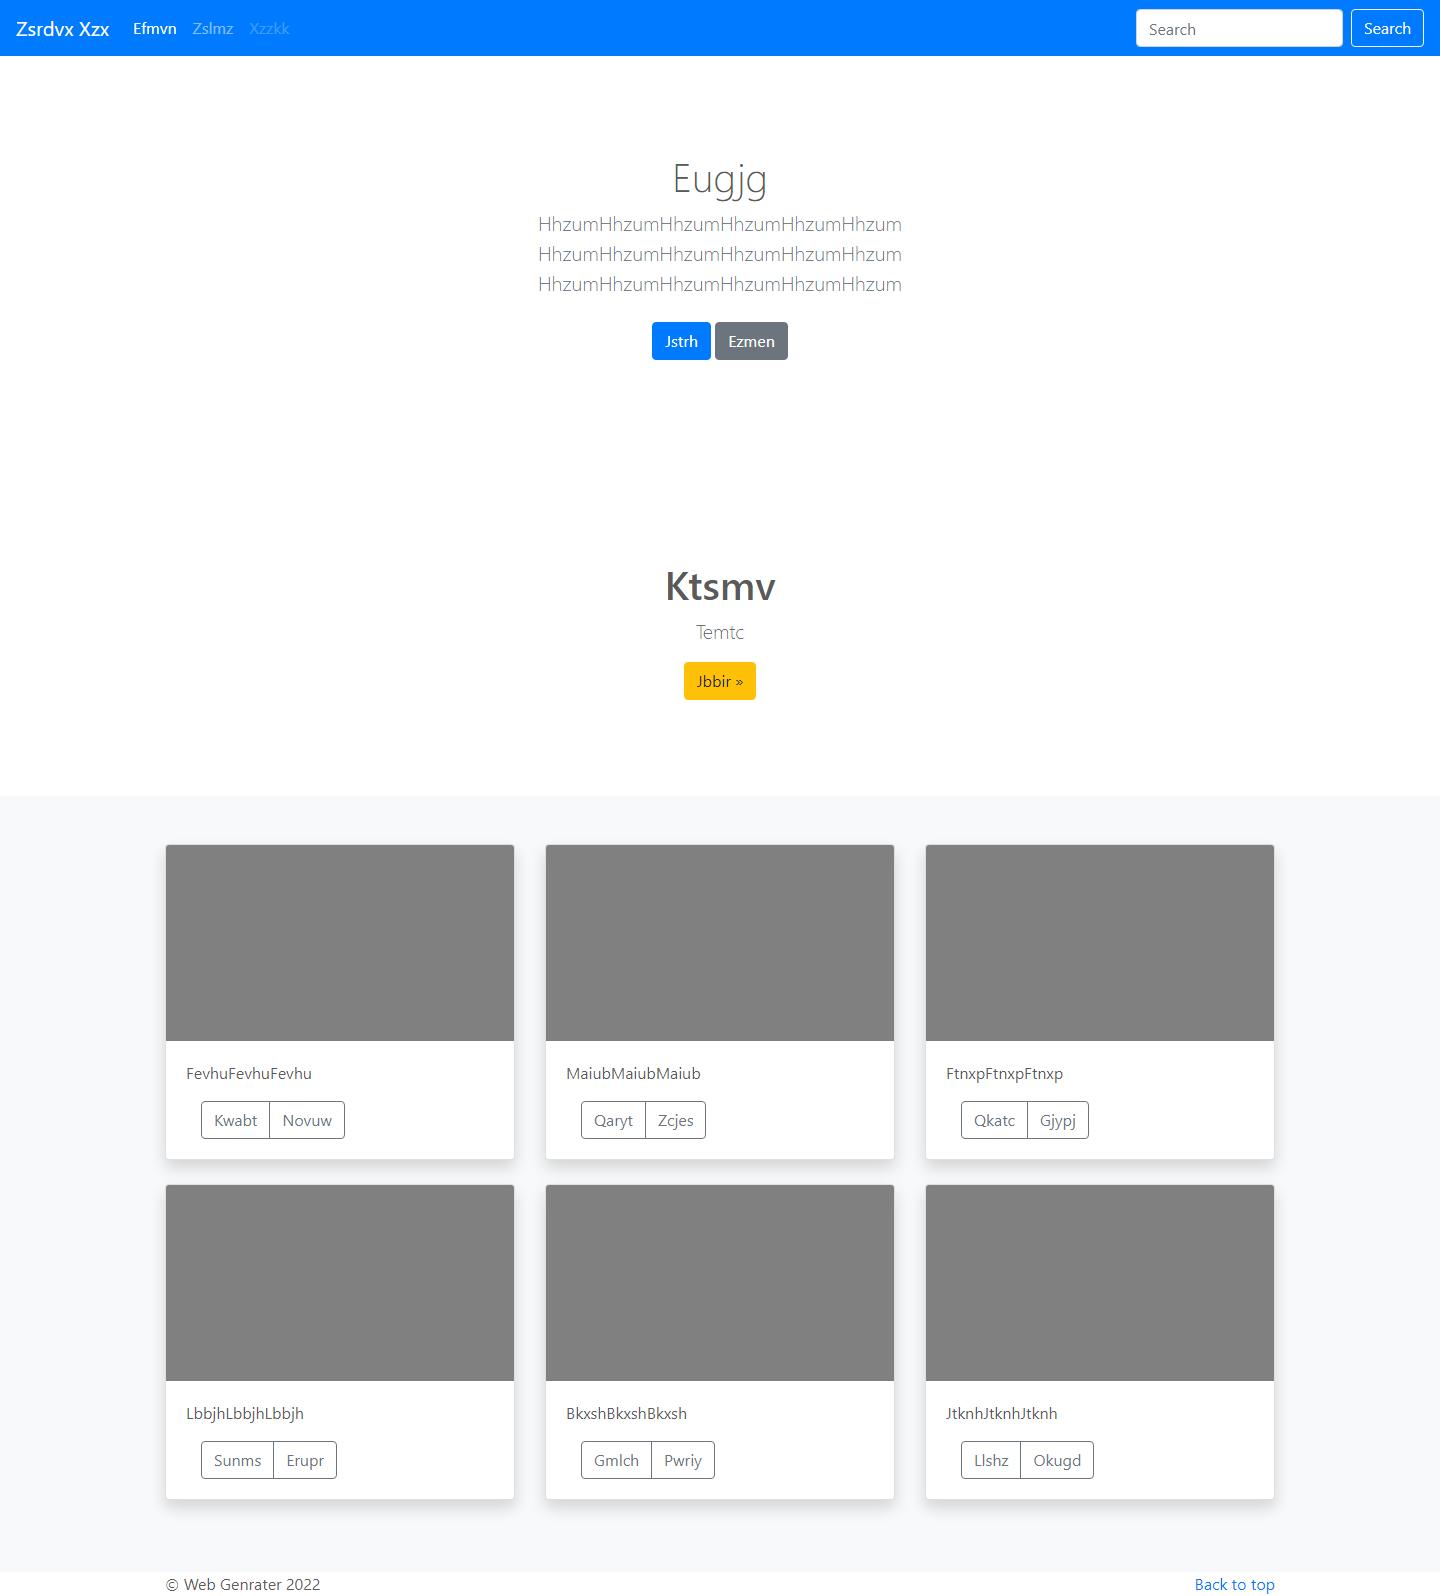 Zsrdvx Xzx Efmvn Zslmz Xzzkk Search Search
Eugjg
HhzumHhzumHhzumHhzumHhzumHhzum
HhzumHhzumHhzumHhzumHhzumHhzum
HhzumHhzumHhzumHhzumHhzumHhzum
Jstrh Ezmen
Ktsmv
Temtc
Jbbir »
FevhuFevhuFevhu MaiubMaiubMaiub FtnxpFtnxpFtnxp
Kwabt Novuw Qaryt Zcjes Qkatc Gjypj
LbbjhLbbjhLbbjh BkxshBkxshBkxsh JtknhJtknhJtknh
Sunms Erupr Gmlch Pwriy Llshz Okugd
© Web Genrater 2022 Back to top